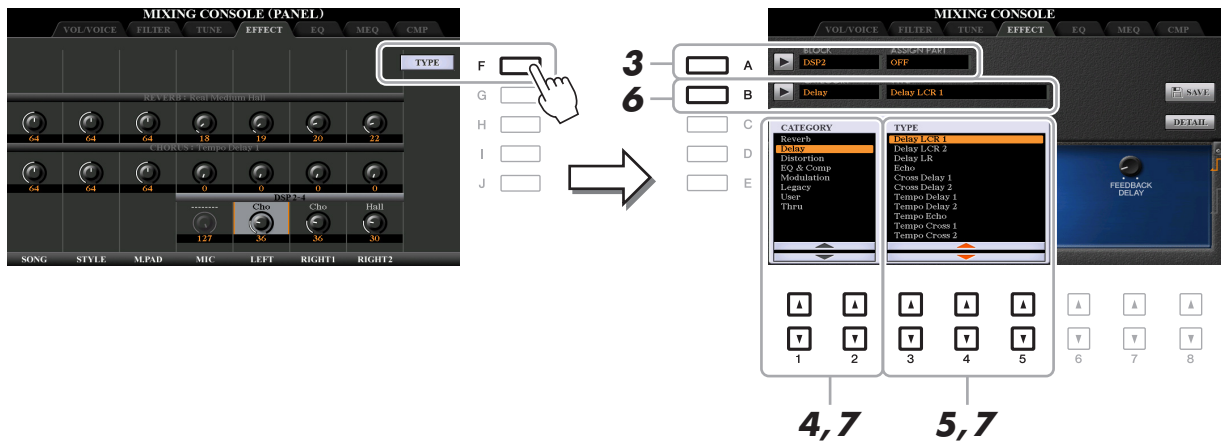 MIXING CONSOLE (PANEL)
VOL/VOICE FILTER TUNE EFFECT EQ MEQ CMP
TYPE
REVERB : Real Medium Hall
64 64 64 18 19 20 22
CHORUS : Tempo Delay 1
64 64 64 0 0 0 0
DSP 2-4
-------- Cho Cho Hall
127 36 36 30
SONG STYLE M.PAD MIC LEFT RIGHT1 RIGHT2
F
G
H
I
J
3
6
A
B
C
D
E
MIXING CONSOLE
VOL/VOICE FILTER TUNE EFFECT EQ MEQ CMP
BLOCK ASSIGN PART
DSP2 OFF
Delay Delay LCR 1
SAVE
DETAIL
CATEGORY
Reverb
Delay
Distortion
EQ & Comp
Modulation
Legacy
User
Thru
TYPE
Delay LCR 1
Delay LCR 2
Delay LR
Echo
Cross Delay 1
Cross Delay 2
Tempo Delay 1
Tempo Delay 2
Tempo Echo
Tempo Cross 1
Tempo Cross 2
FEEDBACK
DELAY
1 2 3 4 5 6 7 8
4,7 5,7